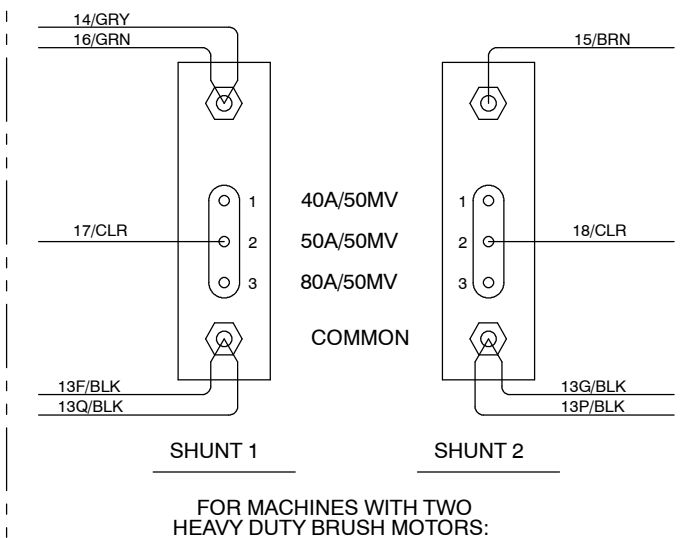 14/GRY
16/GRN
15/BRN
1 40A/50MV 1
17/CLR 2 50A/50MV 2 18/CLR
3 80A/50MV 3
COMMON
13F/BLK
13Q/BLK
13G/BLK
13P/BLK
SHUNT 1
SHUNT 2
FOR MACHINES WITH TWO
HEAVY DUTY BRUSH MOTORS: